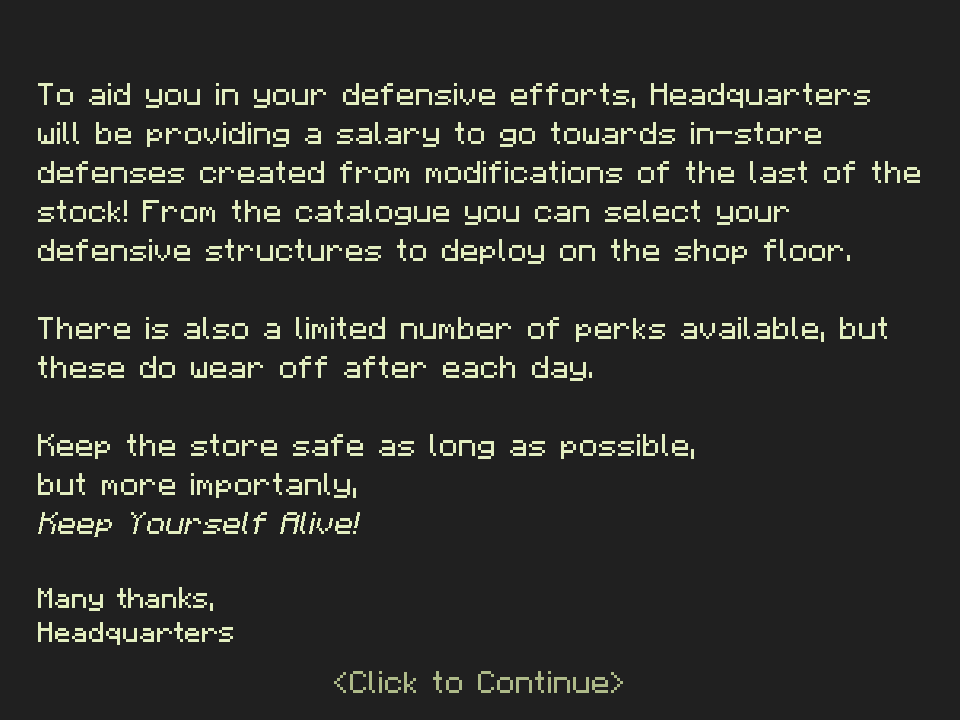 To aid you in your defensive efforts, Headquarters
will be providing a salary to go towards in-store
defenses created from modifications of the last of the
stock! From the catalogue you can select your
defensive structures to deploy on the shop floor.
There is also a limited number of perks available, but
these do wear off after each day.
Keep the store safe as long as possible,
but more importanly,
Keep Yourself Alive!
Many thanks,
Headquarters
<Click to Continue>